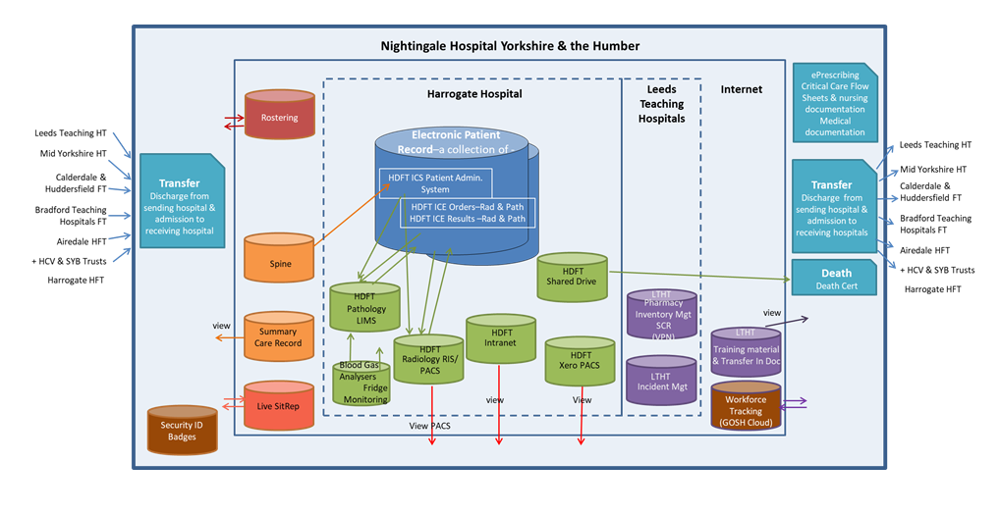 Nightingale Hospital Yorkshire & the Humber
Leeds Teaching HT
Mid Yorkshire HT
Calderdale &
Huddersfield FT
Bradford Teaching
Hospitals FT
Airedale HFT
+ HCV & SYB Trusts
Harrogate HFT
Transfer
Discharge from
sending hospital &
admission to
receiving hospital
Security ID
Badges
Rostering
Spine
view
Summary
Care Record
Live SitRep
Harrogate Hospital
Electronic Patient
Record–a collection of -
HDFT ICS Patient Admin.
System
HDFT ICE Orders–Rad & Path
HDFT ICE Results –Rad & Path
HDFT
Pathology
LIMS
Blood Gas
Analysers
Fridge
Monitoring
HDFT
Radiology RIS/
PACS
View PACS
HDFT
Intranet
view
HDFT
Shared Drive
HDFT
Xero PACS
View
Leeds
Teaching
Hospitals
LTHT
Pharmacy
Inventory Mgt
SCR
(VPN)
LTHT
Incident Mgt
Internet
view
LTHT
Training material
& Transfer In Doc
Workforce
Tracking
(GOSH Cloud)
ePrescribing
Critical Care Flow
Sheets & nursing
documentation
Medical
documentation
Transfer
Discharge from
sending hospital &
admission to
receiving hospitals
Death
Death Cert
Leeds Teaching HT
Mid Yorkshire HT
Calderdale &
Huddersfield FT
Bradford Teaching
Hospitals FT
Airedale HFT
+ HCV & SYB Trusts
Harrogate HFT